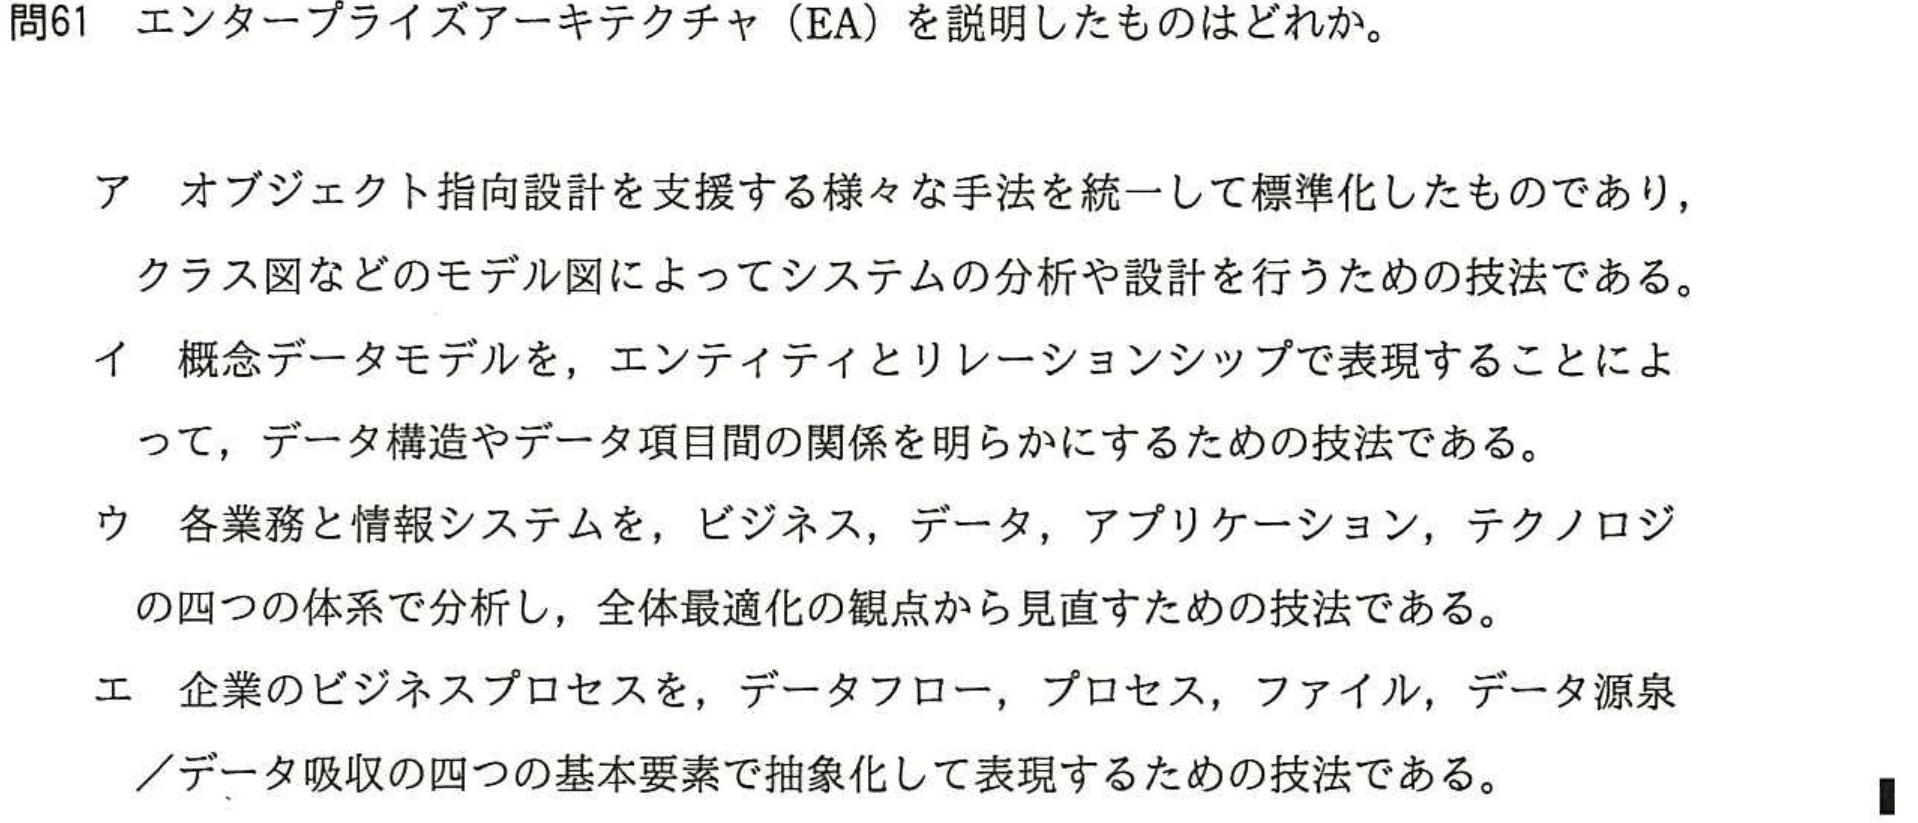 問61　エンタープライズアーキテクチャ（EA）を説明したものはどれか。
ア　オブジェクト指向設計を支援する様々な手法を統一して標準化したものであり，
クラス図などのモデル図によってシステムの分析や設計を行うための技法である。
イ　概念データモデルを，エンティティとリレーションシップで表現することによ
って，データ構造やデータ項目間の関係を明らかにするための技法である。
ウ　各業務と情報システムを，ビジネス，データ，アプリケーション，テクノロジ
の四つの体系で分析し，全体最適化の観点から見直すための技法である。
エ　企業のビジネスプロセスを，データフロー，プロセス，ファイル，データ源泉
／データ吸収の四つの基本要素で抽象化して表現するための技法である。